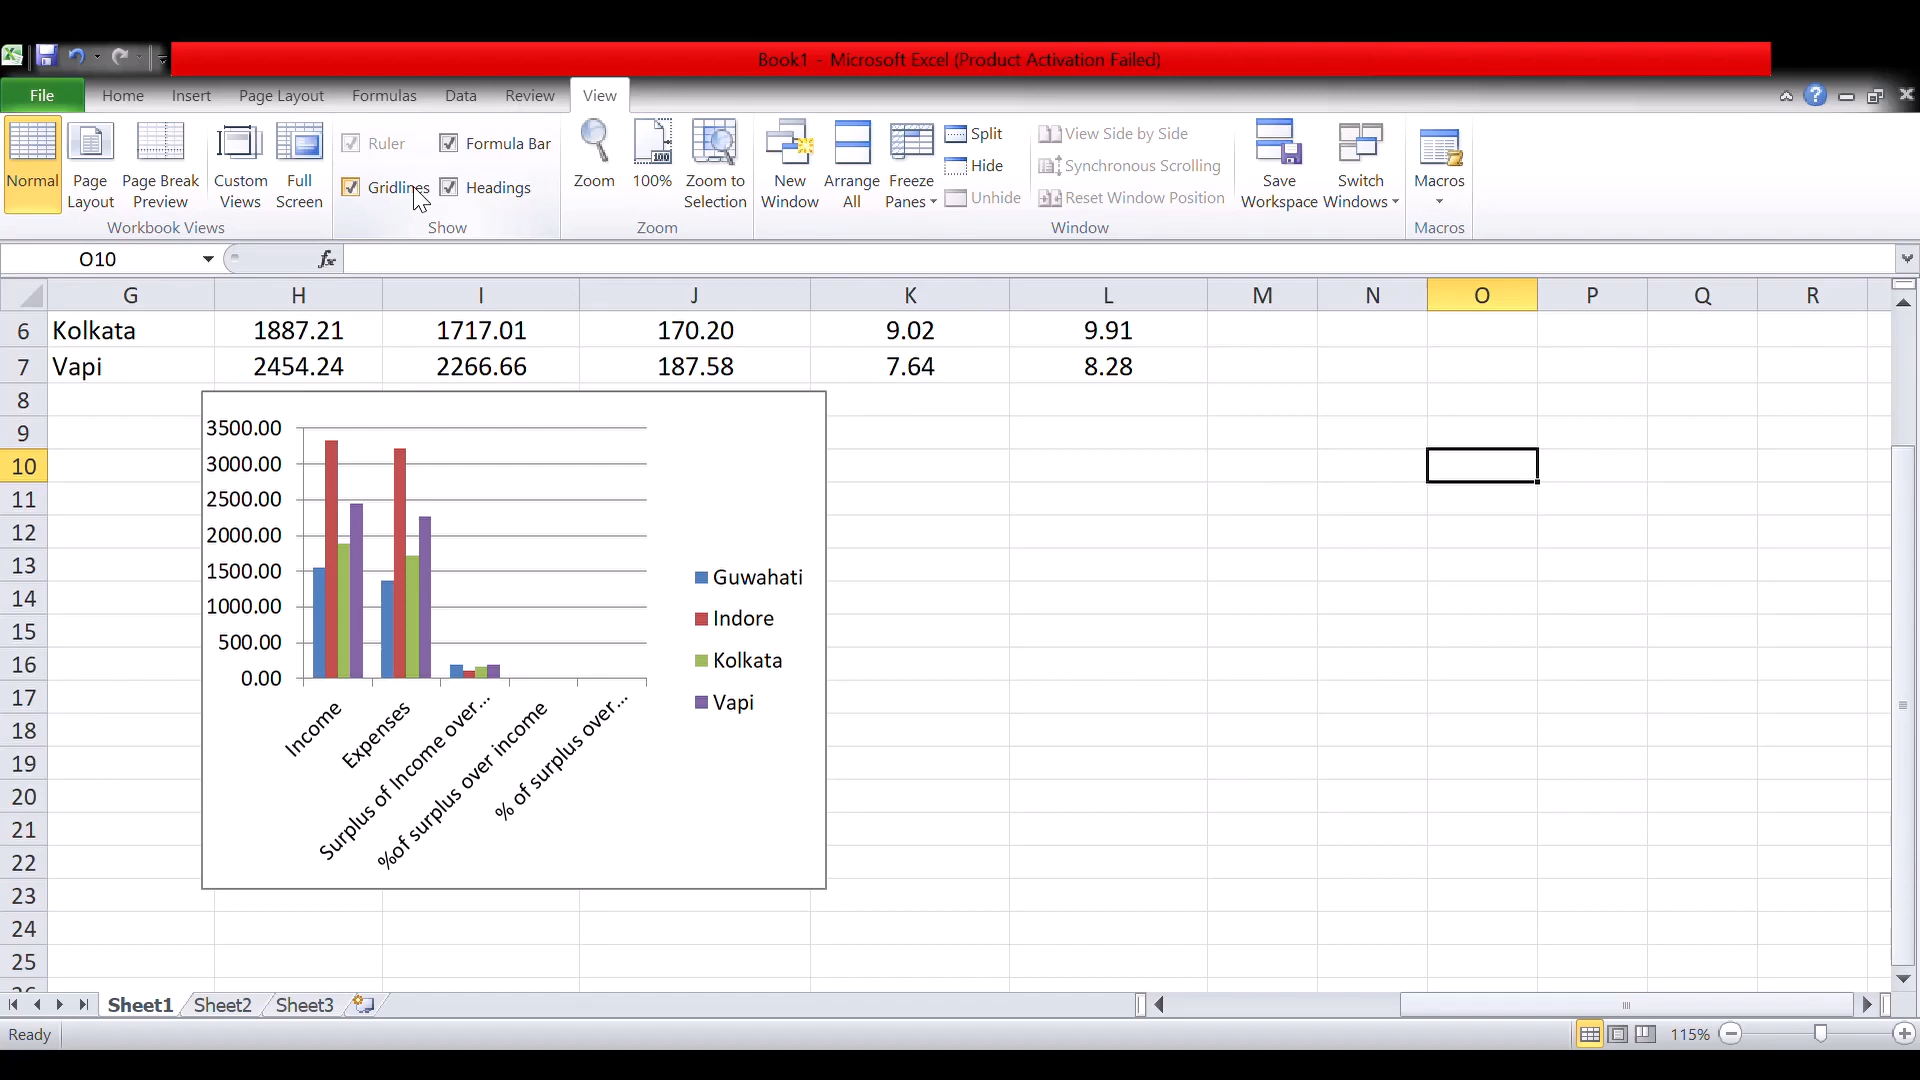 Book1 - Microsoft Excel (Product Activation Failed)
File Home Insert Page Layout Formulas Data Review View
Normal Page Layout Page Break Preview Custom Views Full Screen
Workbook Views
Ruler Formula Bar
Gridlines Headings
Show
Zoom 100% Zoom to Selection
Zoom
New Window Arrange All Freeze Panes
Split
Hide
Unhide
View Side by Side
Synchronous Scrolling
Reset Window Position
Save Workspace Switch Windows
Window
Macros
Macros
O10 fx
G H I J K L M N O P Q R
6 Kolkata 1887.21 1717.01 170.20 9.02 9.91
7 Vapi 2454.24 2266.66 187.58 7.64 8.28
8
9
10
11
12
13
14
15
16
17
18
19
20
21
22
23
24
25
26
3500.00
3000.00
2500.00
2000.00
1500.00
1000.00
500.00
0.00
Income
Expenses
Surplus of Income over...
%of surplus over income
% of surplus over...
Guwahati
Indore
Kolkata
Vapi
Sheet1 Sheet2 Sheet3
Ready 115%